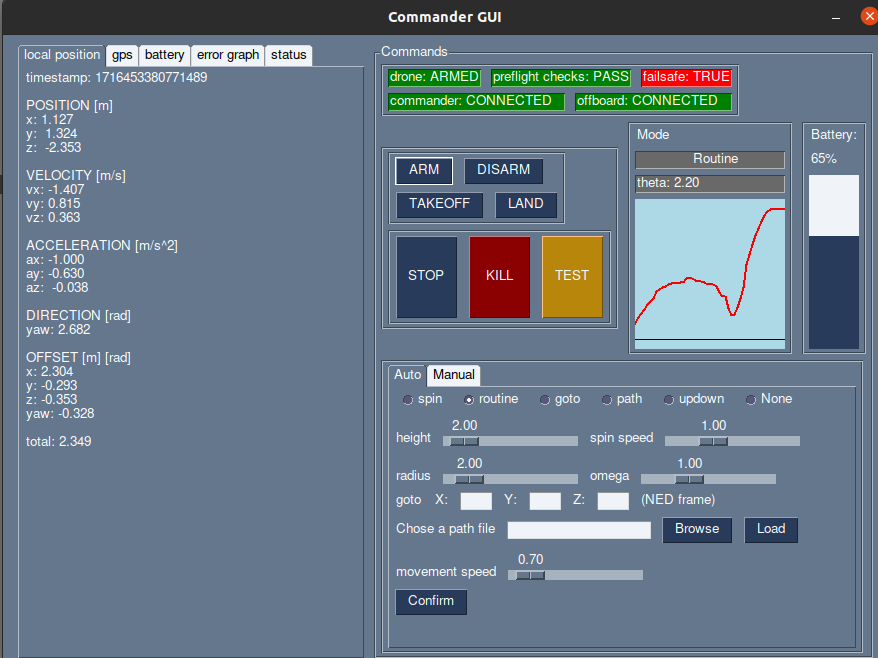 Commander GUI
local position gps battery error graph status
timestamp: 1716453380771489
POSITION [m]
x: 1.127
y: 1.324
z: -2.353
VELOCITY [m/s]
vx: -1.407
vy: 0.815
vz: 0.363
ACCELERATION [m/s^2]
ax: -1.000
ay: -0.630
az: -0.038
DIRECTION [rad]
yaw: 2.682
OFFSET [m] [rad]
x: 2.304
y: -0.293
z: -0.353
yaw: -0.328
total: 2.349
Commands
drone: ARMED preflight checks: PASS failsafe: TRUE
commander: CONNECTED offboard: CONNECTED
ARM DISARM
TAKEOFF LAND
STOP KILL TEST
Mode
Routine
theta: 2.20
Battery:
65%
Auto Manual
spin routine goto path updown None
2.00 1.00
height spin speed
2.00 1.00
radius omega
goto X: Y: Z: (NED frame)
Chose a path file Browse Load
0.70
movement speed
Confirm